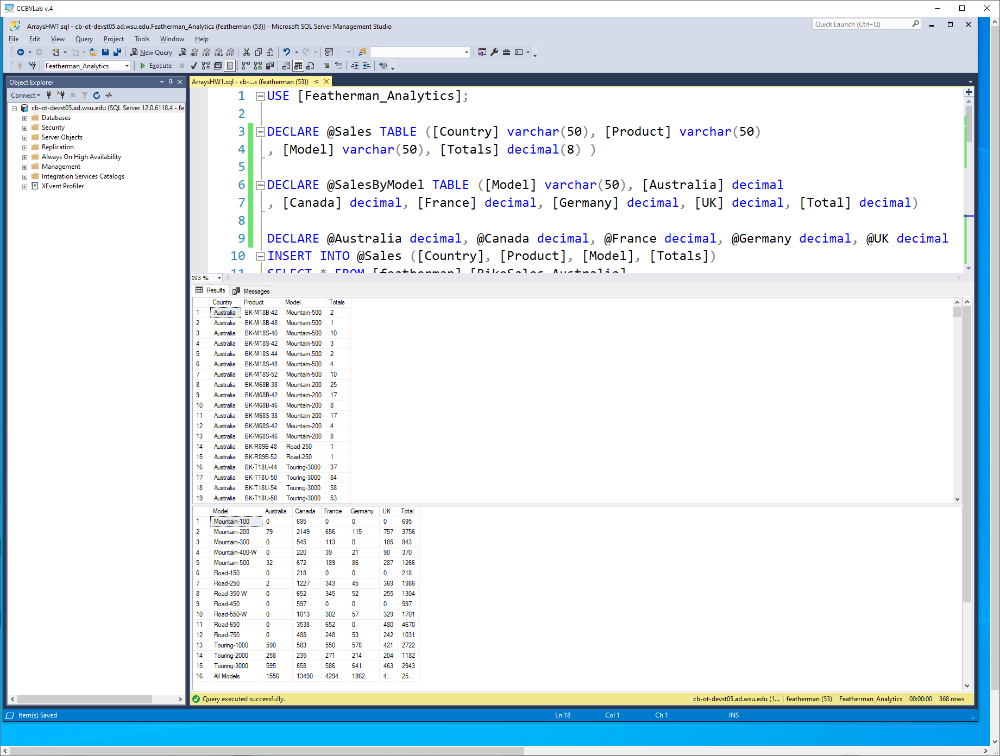 CCBVLab v.4
ArraysHW1.sql - cb-ot-devst05.ad.wsu.edu.Featherman_Analytics (featherman (53)) - Microsoft SQL Server Management Studio
Quick Launch (Ctrl+Q)
File Edit View Query Project Tools Window Help
New Query
MDX DMX XMLA DAX
Featherman_Analytics
Execute
Object Explorer
Connect
cb-ot-devst05.ad.wsu.edu (SQL Server 12.0.6118.4 - fe
Databases
Security
Server Objects
Replication
Always On High Availability
Management
Integration Services Catalogs
XEvent Profiler
ArraysHW1.sql - cb-...s (featherman (53))
1 USE [Featherman_Analytics];
2
3 DECLARE @Sales TABLE ([Country] varchar(50), [Product] varchar(50)
4 , [Model] varchar(50), [Totals] decimal(8) )
5
6 DECLARE @SalesByModel TABLE ([Model] varchar(50), [Australia] decimal
7 , [Canada] decimal, [France] decimal, [Germany] decimal, [UK] decimal, [Total] decimal)
8
9 DECLARE @Australia decimal, @Canada decimal, @France decimal, @Germany decimal, @UK decimal
10 INSERT INTO @Sales ([Country], [Product], [Model], [Totals])
11 SELECT * FROM [featherman].[BikeSales_Australia]
193 %
Results Messages
Country Product Model Totals
1 Australia BK-M18B-42 Mountain-500 2
2 Australia BK-M18B-48 Mountain-500 1
3 Australia BK-M18S-40 Mountain-500 10
4 Australia BK-M18S-42 Mountain-500 3
5 Australia BK-M18S-44 Mountain-500 2
6 Australia BK-M18S-48 Mountain-500 4
7 Australia BK-M18S-52 Mountain-500 10
8 Australia BK-M68B-38 Mountain-200 25
9 Australia BK-M68B-42 Mountain-200 17
10 Australia BK-M68B-46 Mountain-200 8
11 Australia BK-M68S-38 Mountain-200 17
12 Australia BK-M68S-42 Mountain-200 4
13 Australia BK-M68S-46 Mountain-200 8
14 Australia BK-R89B-48 Road-250 1
15 Australia BK-R89B-52 Road-250 1
16 Australia BK-T18U-44 Touring-3000 37
17 Australia BK-T18U-50 Touring-3000 84
18 Australia BK-T18U-54 Touring-3000 58
19 Australia BK-T18U-58 Touring-3000 53
Model Australia Canada France Germany UK Total
1 Mountain-100 0 695 0 0 0 695
2 Mountain-200 79 2149 656 115 757 3756
3 Mountain-300 0 545 113 0 185 843
4 Mountain-400-W 0 220 39 21 90 370
5 Mountain-500 32 672 189 86 287 1266
6 Road-150 0 218 0 0 0 218
7 Road-250 2 1227 343 45 369 1986
8 Road-350-W 0 652 345 52 255 1304
9 Road-450 0 597 0 0 0 597
10 Road-550-W 0 1013 302 57 329 1701
11 Road-650 0 3538 652 0 480 4670
12 Road-750 0 488 248 53 242 1031
13 Touring-1000 590 583 550 578 421 2722
14 Touring-2000 258 235 271 214 204 1182
15 Touring-3000 595 658 586 641 463 2943
16 All Models 1556 13490 4294 1862 4... 25...
Query executed successfully.
cb-ot-devst05.ad.wsu.edu (1... featherman (53) Featherman_Analytics 00:00:00 368 rows
Item(s) Saved Ln 18 Col 1 Ch 1 INS